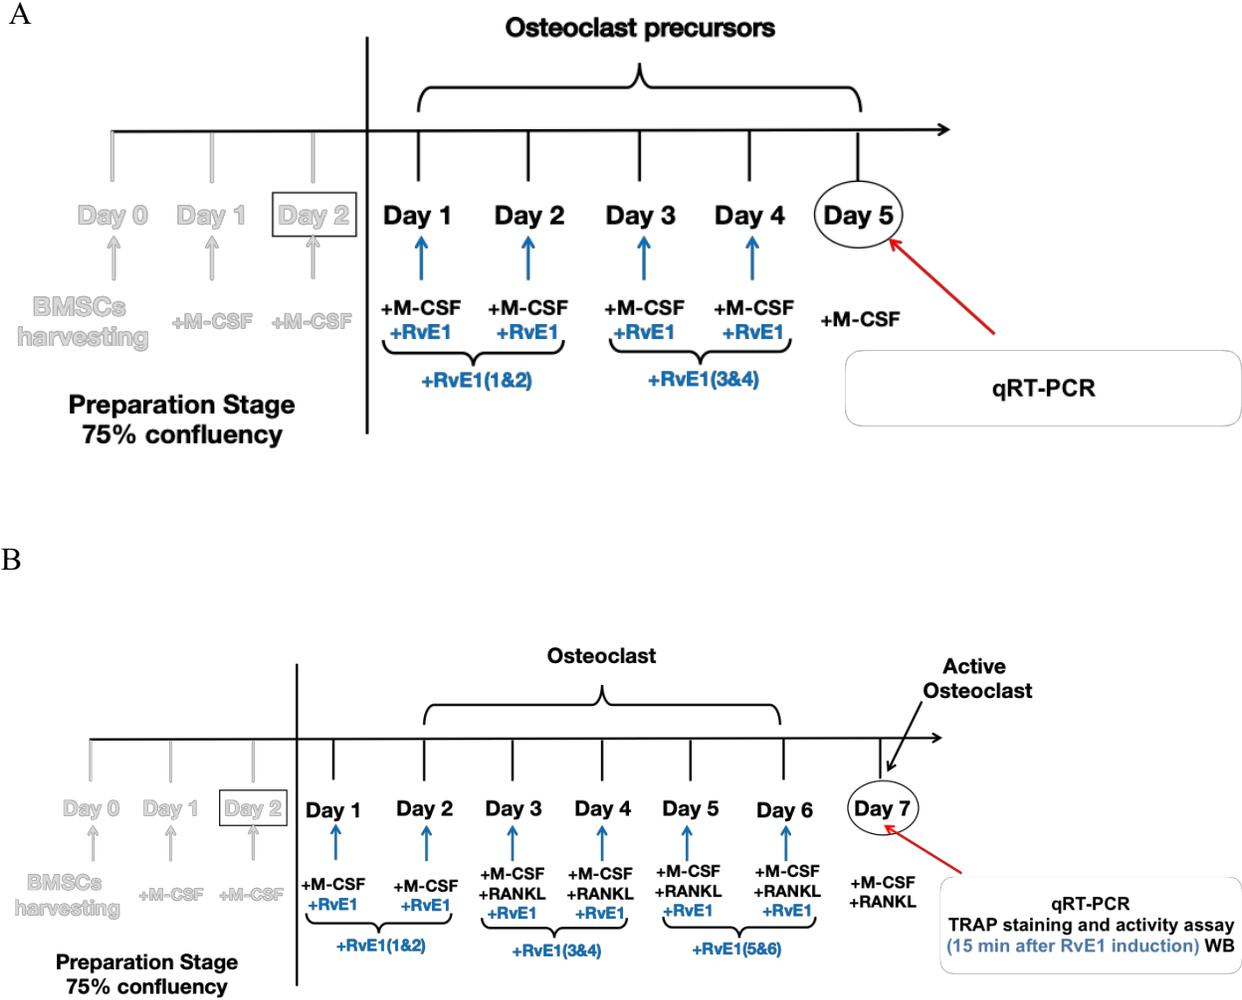 A
Osteoclast precursors
Day 0 Day 1 Day 2 Day 1 Day 2 Day 3 Day 4 Day 5
BMSCs
harvesting
+M-CSF +M-CSF
+M-CSF +M-CSF +M-CSF +M-CSF +M-CSF
+RvE1 +RvE1 +RvE1 +RvE1
+RvE1(1&2) +RvE1(3&4)
qRT-PCR
Preparation Stage
75% confluency
B
Osteoclast
Active
Osteoclast
Day 0 Day 1 Day 2 Day 1 Day 2 Day 3 Day 4 Day 5 Day 6 Day 7
BMSCs
harvesting
+M-CSF +M-CSF
+M-CSF +M-CSF +M-CSF +M-CSF +M-CSF +M-CSF +M-CSF
+RANKL +RANKL +RANKL +RANKL +RANKL
+RvE1 +RvE1 +RvE1 +RvE1 +RvE1 +RvE1
+RvE1(1&2) +RvE1(3&4) +RvE1(5&6)
qRT-PCR
TRAP staining and activity assay
(15 min after RvE1 induction) WB
Preparation Stage
75% confluency